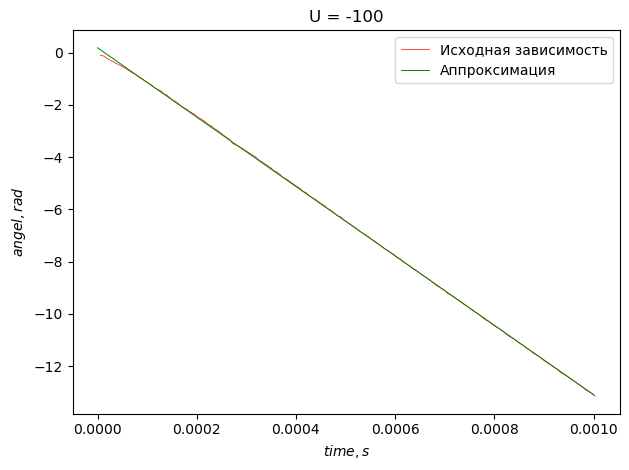 U = -100
Исходная зависимость
Аппроксимация
0
−2
−4
−6
−8
−10
−12
angel, rad
0.0000
0.0002
0.0004
0.0006
0.0008
0.0010
time, s